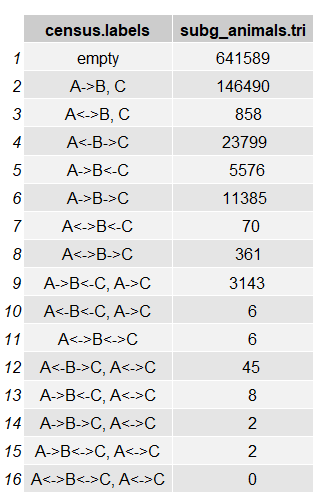 census.labels subg_animals.tri
1 empty 641589
2 A->B, C 146490
3 A<->B, C 858
4 A<-B->C 23799
5 A->B<-C 5576
6 A->B->C 11385
7 A<->B<-C 70
8 A<->B->C 361
9 A->B<-C, A->C 3143
10 A<-B<-C, A->C 6
11 A<->B<->C 6
12 A<-B->C, A<->C 45
13 A->B<-C, A<->C 8
14 A->B->C, A<->C 2
15 A->B<->C, A<->C 2
16 A<->B<->C, A<->C 0